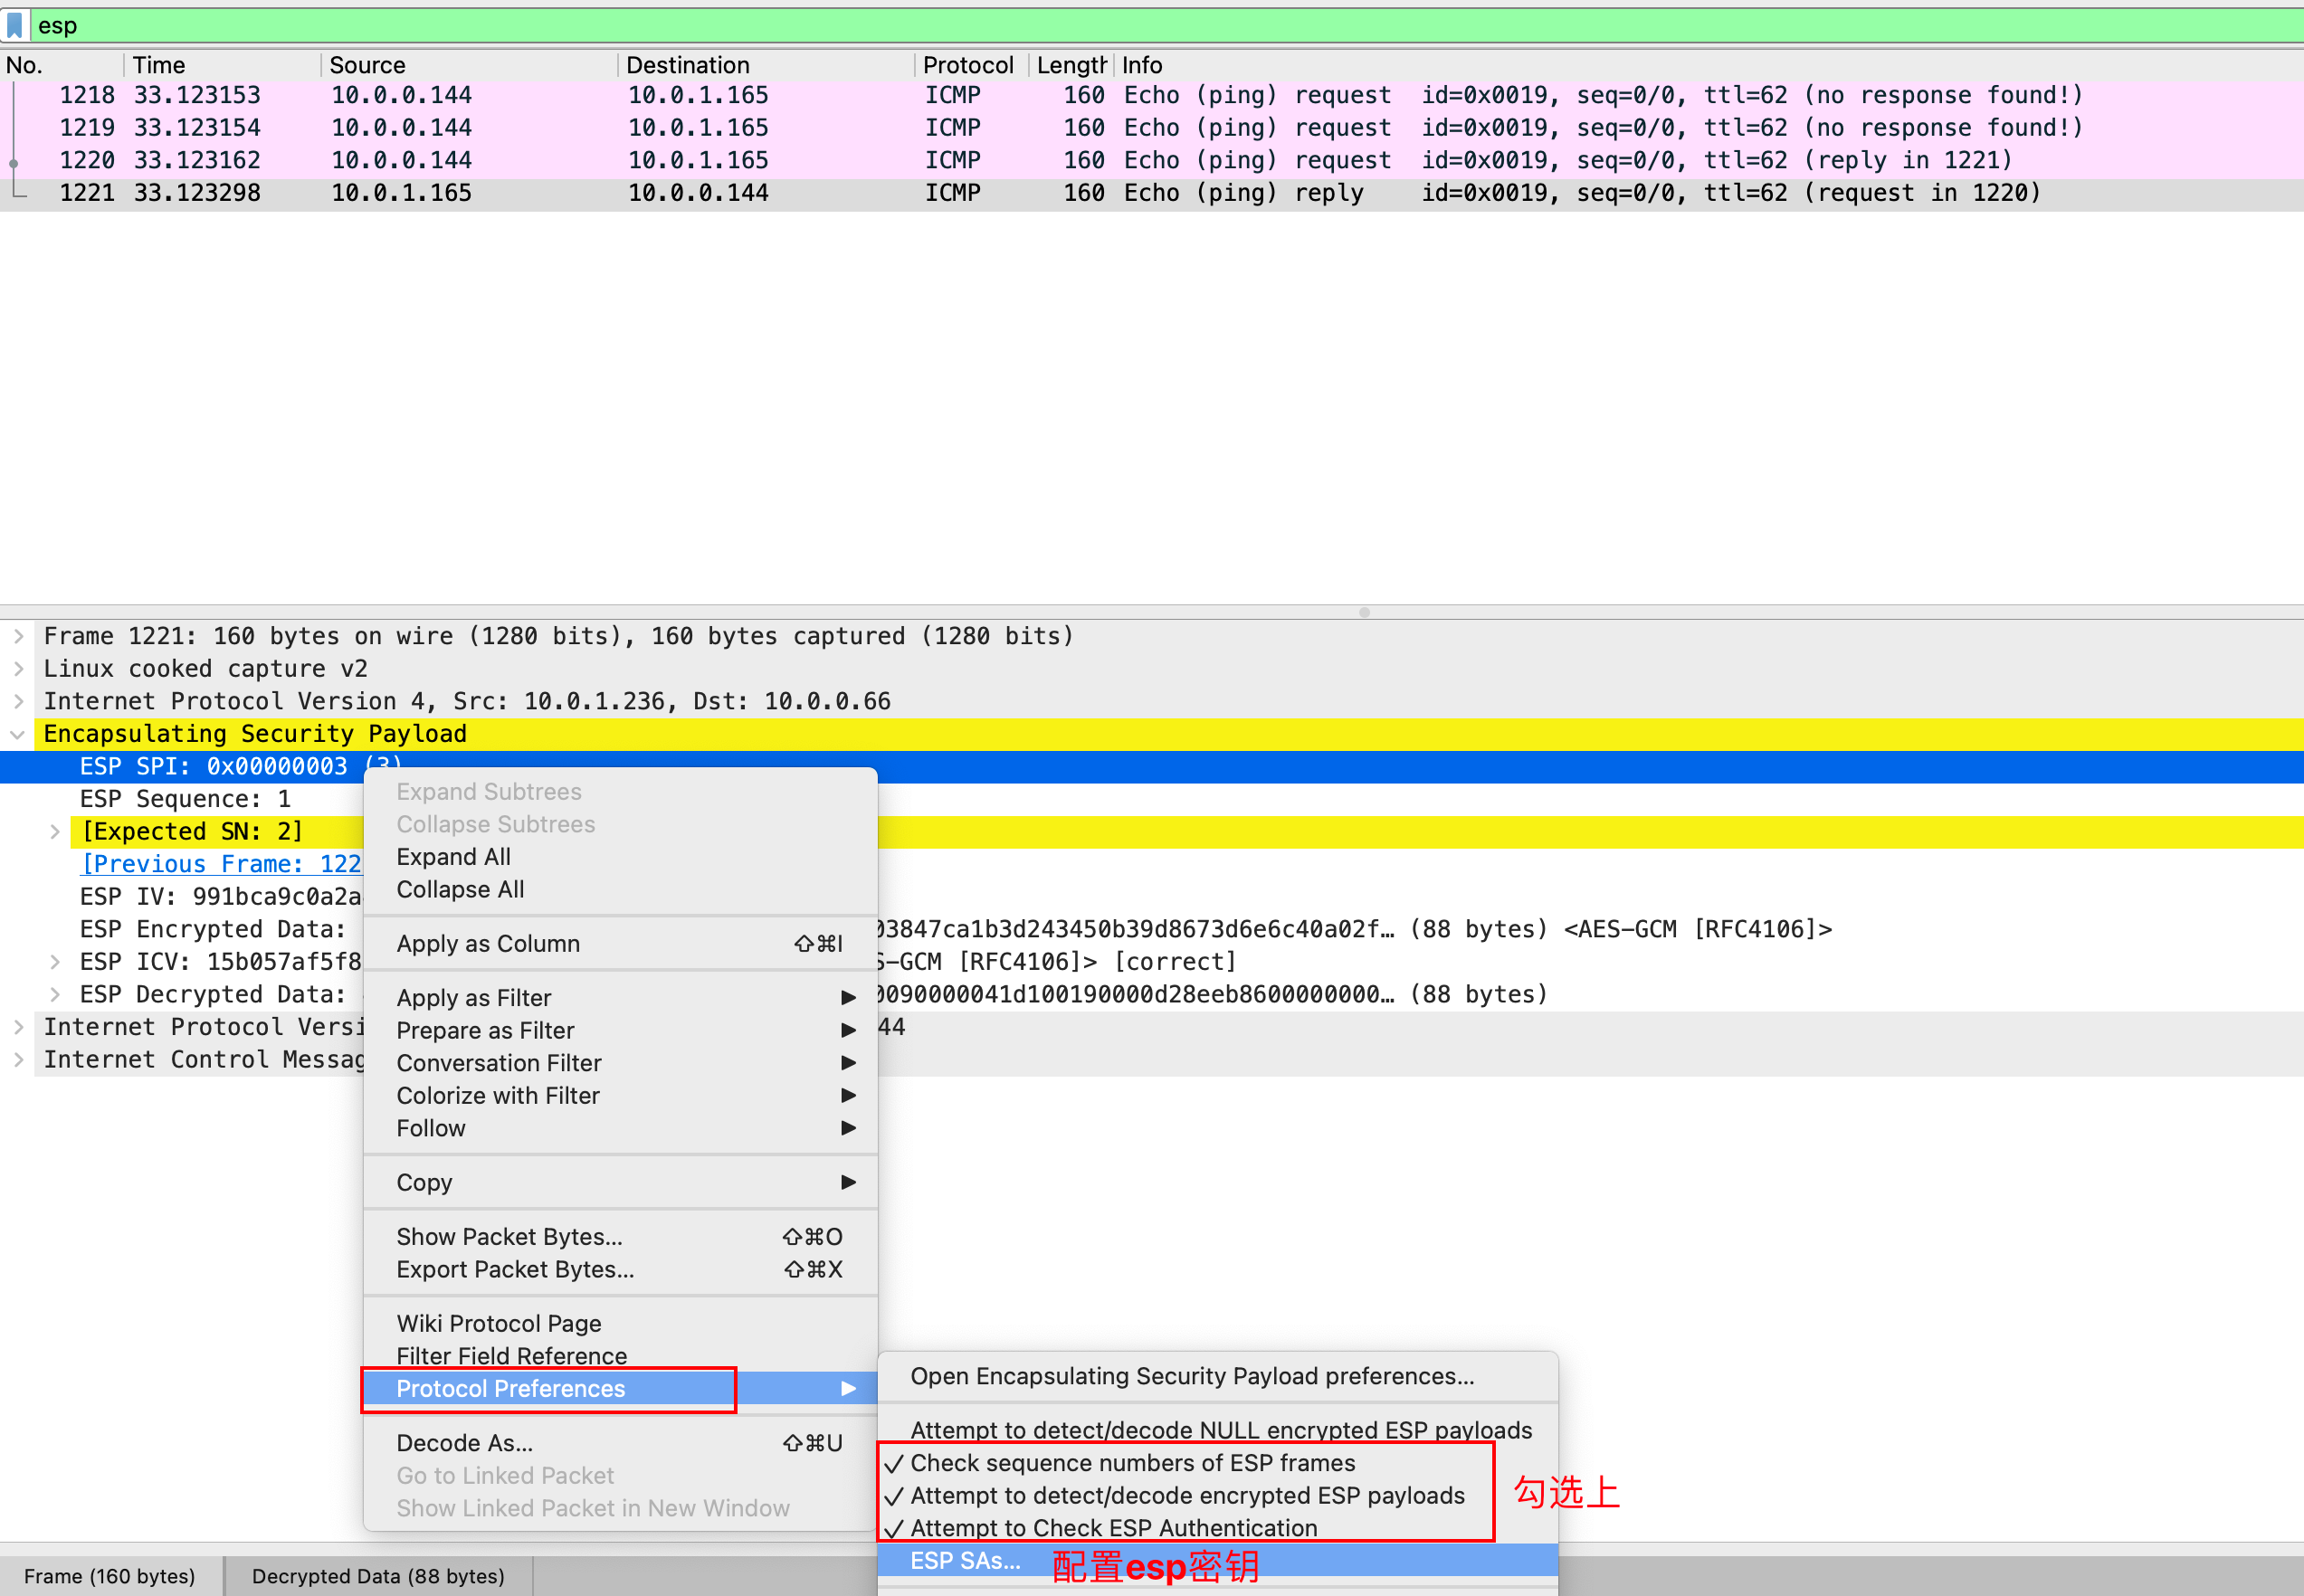 esp
No. Time Source Destination Protocol Length Info
1218 33.123153 10.0.0.144 10.0.1.165 ICMP 160 Echo (ping) request id=0x0019, seq=0/0, ttl=62 (no response found!)
1219 33.123154 10.0.0.144 10.0.1.165 ICMP 160 Echo (ping) request id=0x0019, seq=0/0, ttl=62 (no response found!)
1220 33.123162 10.0.0.144 10.0.1.165 ICMP 160 Echo (ping) request id=0x0019, seq=0/0, ttl=62 (reply in 1221)
1221 33.123298 10.0.1.165 10.0.0.144 ICMP 160 Echo (ping) reply id=0x0019, seq=0/0, ttl=62 (request in 1220)
Frame 1221: 160 bytes on wire (1280 bits), 160 bytes captured (1280 bits)
Linux cooked capture v2
Internet Protocol Version 4, Src: 10.0.1.236, Dst: 10.0.0.66
Encapsulating Security Payload
ESP SPI: 0x00000003 (3)
ESP Sequence: 1
[Expected SN: 2]
[Previous Frame: 122
ESP IV: 991bca9c0a2a
ESP Encrypted Data: 03847ca1b3d243450b39d8673d6e6c40a02f… (88 bytes) <AES-GCM [RFC4106]>
ESP ICV: 15b057af5f8 S-GCM [RFC4106]> [correct]
ESP Decrypted Data: 0090000041d100190000d28eeb8600000000… (88 bytes)
Internet Protocol Versi 44
Internet Control Messag
Expand Subtrees
Collapse Subtrees
Expand All
Collapse All
Apply as Column ⇧⌘I
Apply as Filter
Prepare as Filter
Conversation Filter
Colorize with Filter
Follow
Copy
Show Packet Bytes... ⇧⌘O
Export Packet Bytes... ⇧⌘X
Wiki Protocol Page
Filter Field Reference
Protocol Preferences
Decode As... ⇧⌘U
Go to Linked Packet
Show Linked Packet in New Window
Open Encapsulating Security Payload preferences...
Attempt to detect/decode NULL encrypted ESP payloads
✓ Check sequence numbers of ESP frames
✓ Attempt to detect/decode encrypted ESP payloads
✓ Attempt to Check ESP Authentication
勾选上
ESP SAs... 配置esp密钥
Frame (160 bytes) Decrypted Data (88 bytes)